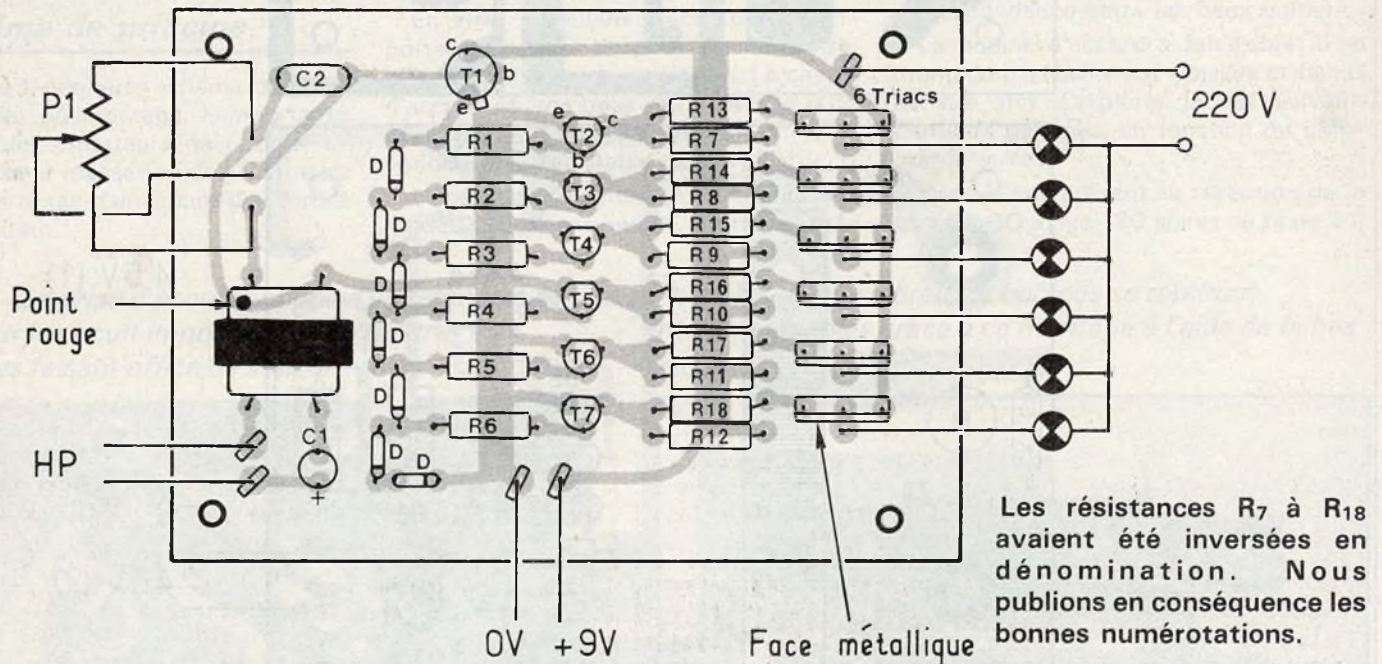 P1
C2
c
T1
b
e
6 Triacs
220 V
R13
R7
R14
R8
R15
R9
R16
R10
R17
R11
R18
R12
e
T2
c
b
T3
T4
T5
T6
T7
R1
R2
R3
R4
R5
R6
D
D
D
D
D
D
D
Point
rouge
HP
C1
+
0V
+9V
Face métallique
Les résistances R7 à R18
avaient été inversées en
dénomination. Nous
publions en conséquence les
bonnes numérotations.